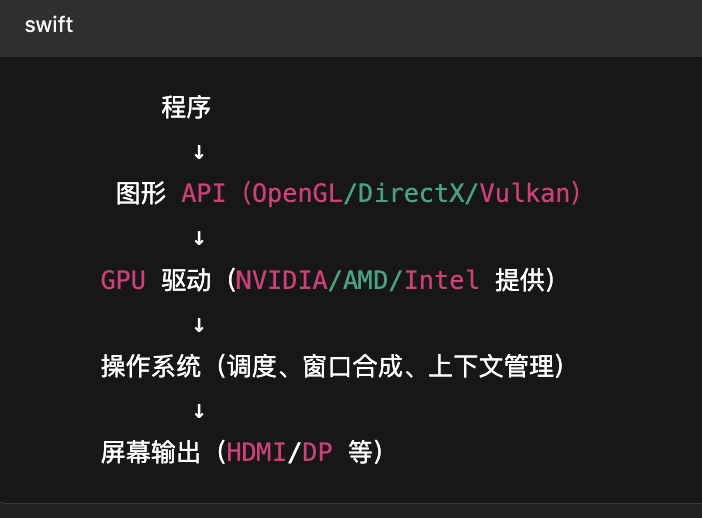 swift
程序
↓
图形 API（OpenGL/DirectX/Vulkan）
↓
GPU 驱动（NVIDIA/AMD/Intel 提供）
↓
操作系统（调度、窗口合成、上下文管理）
↓
屏幕输出（HDMI/DP 等）